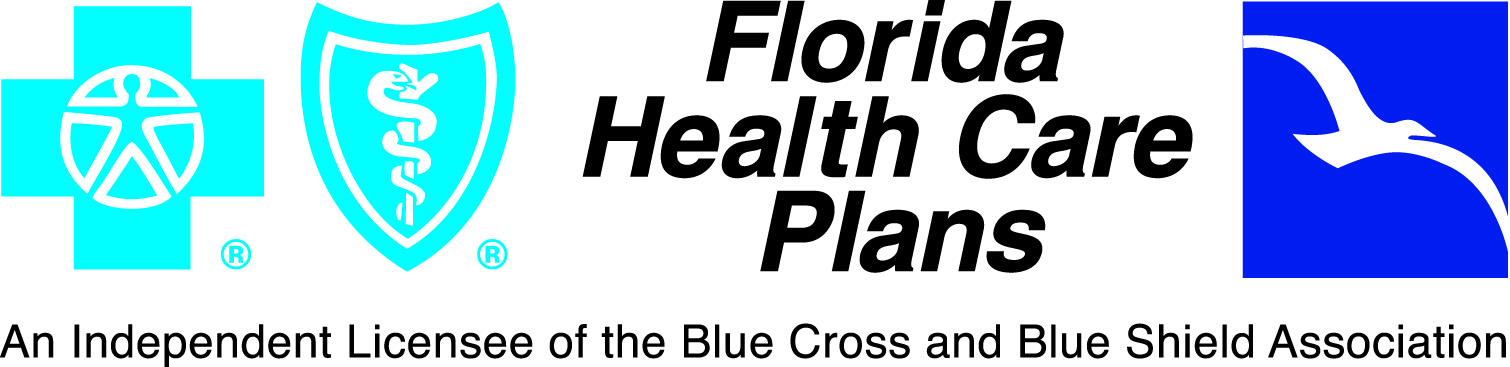 Florida
Health Care
Plans
® ®
An Independent Licensee of the Blue Cross and Blue Shield Association